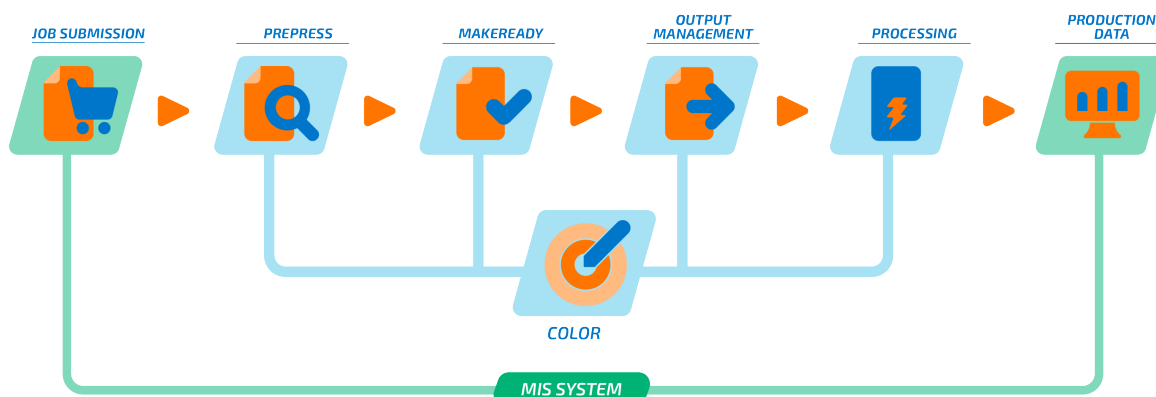 JOB SUBMISSION
PREPRESS
MAKEREADY
OUTPUT
MANAGEMENT
PROCESSING
PRODUCTION
DATA
COLOR
MIS SYSTEM